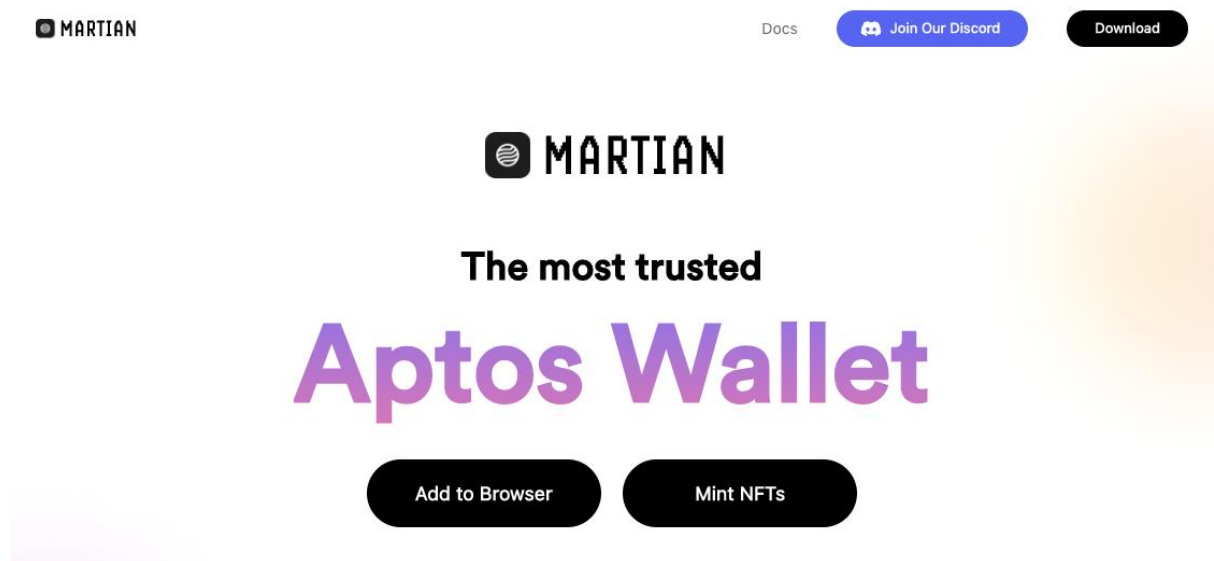 MARTIAN
Docs
Join Our Discord
Download
MARTIAN
The most trusted
Aptos Wallet
Add to Browser
Mint NFTs